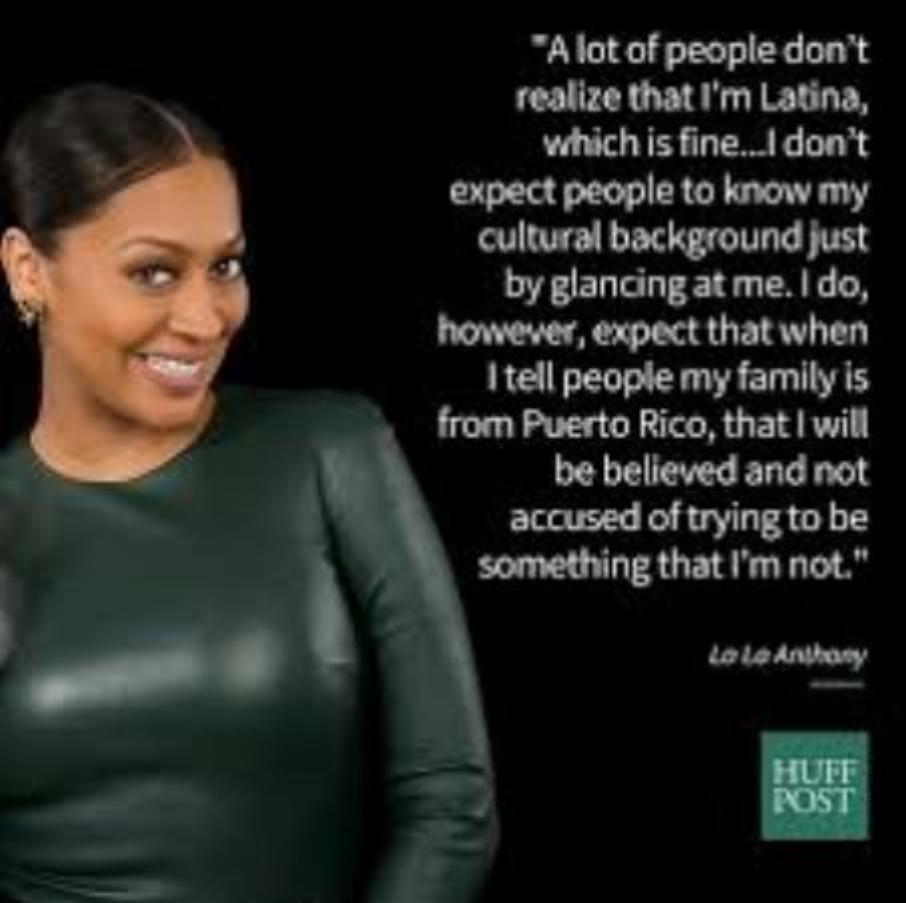 "A lot of people don't
realize that I'm Latina,
which is fine...I don't
expect people to know my
cultural background just
by glancing at me. I do,
however, expect that when
I tell people my family is
from Puerto Rico, that I will
be believed and not
accused of trying to be
something that I'm not."
La La Anthony
HUFF
POST